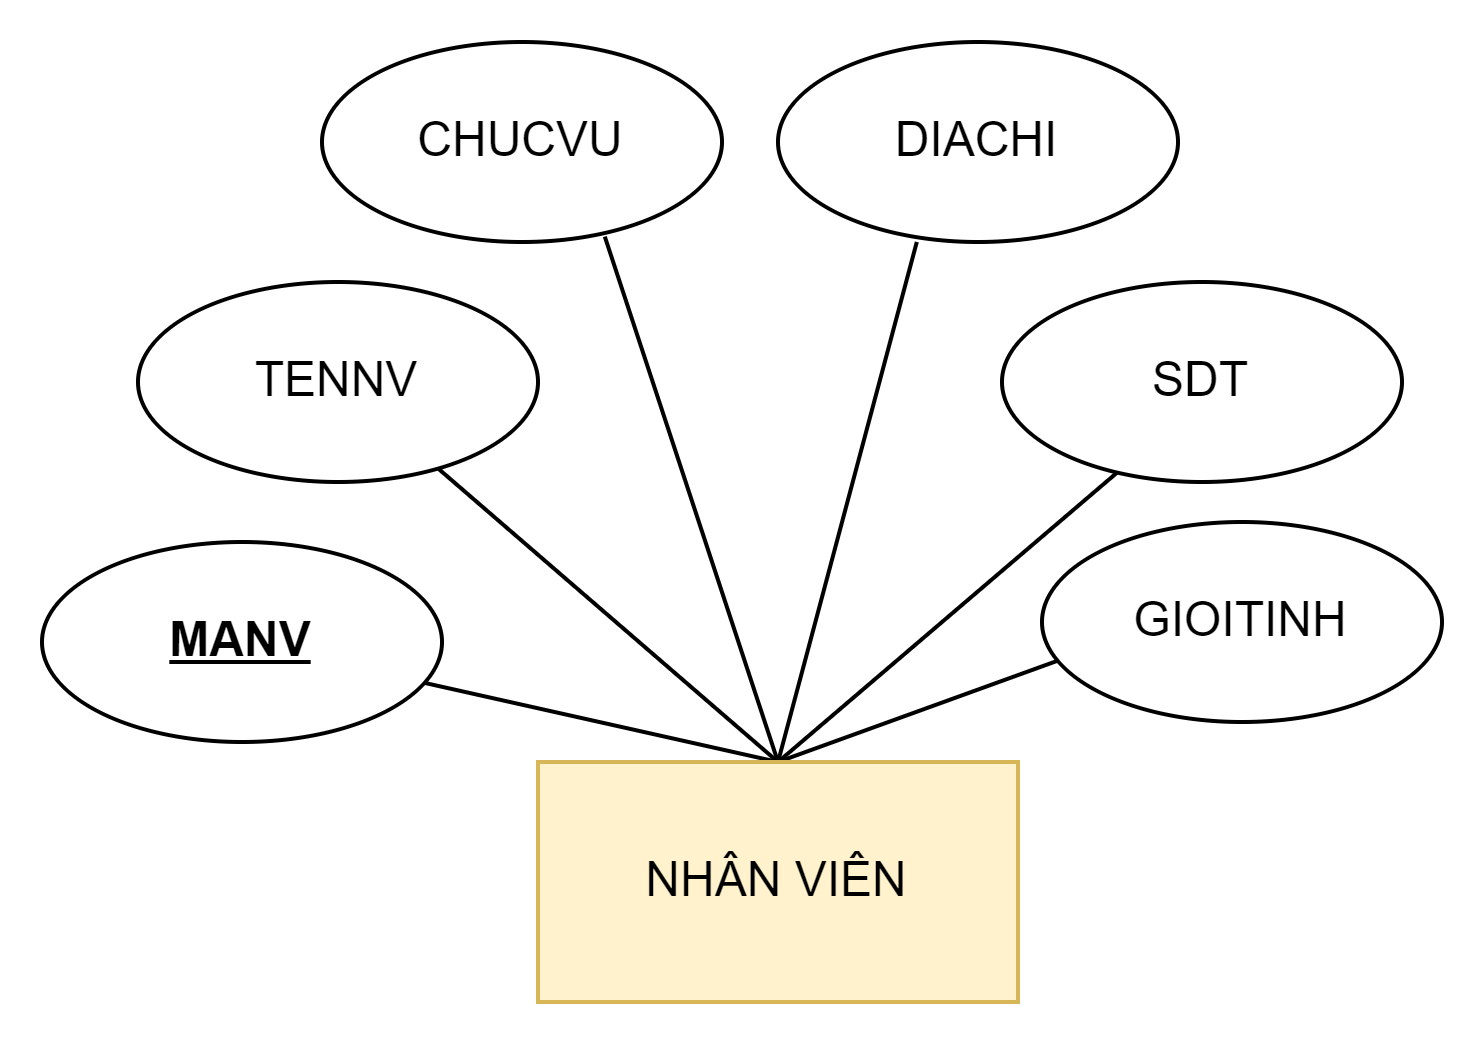 CHUCVU
DIACHI
TENNV
SDT
MANV
GIOITINH
NHÂN VIÊN